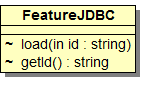 FeatureJDBC
~ load(in id : string)
~ getId() : string